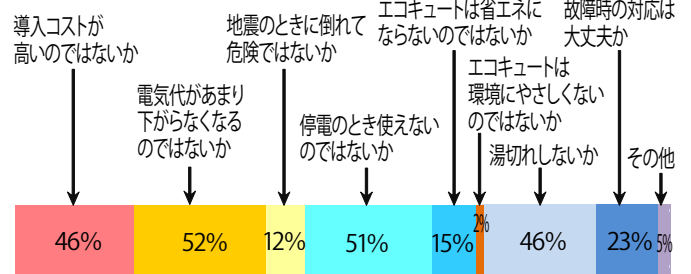 導入コストが
高いのではないか
電気代があまり
下がらなくなる
のではないか
地震のときに倒れて
危険ではないか
停電のとき使えない
のではないか
エコキュートは省エネに
ならないのではないか
エコキュートは
環境にやさしくない
のではないか
湯切れしないか
故障時の対応は
大丈夫か
その他
46%
52%
12%
51%
15%
2%
46%
23%
5%